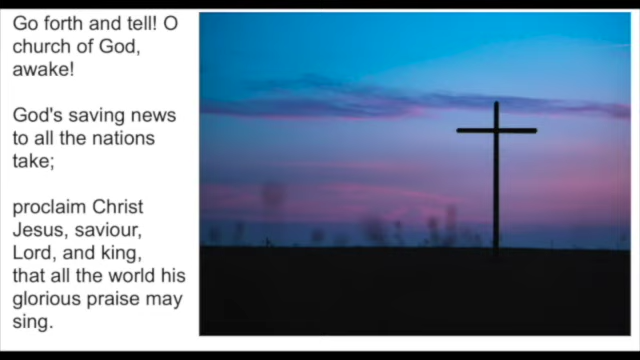 Go forth and tell! O
church of God,
awake!
God's saving news
to all the nations
take;
proclaim Christ
Jesus, saviour,
Lord, and king,
that all the world his
glorious praise may
sing.